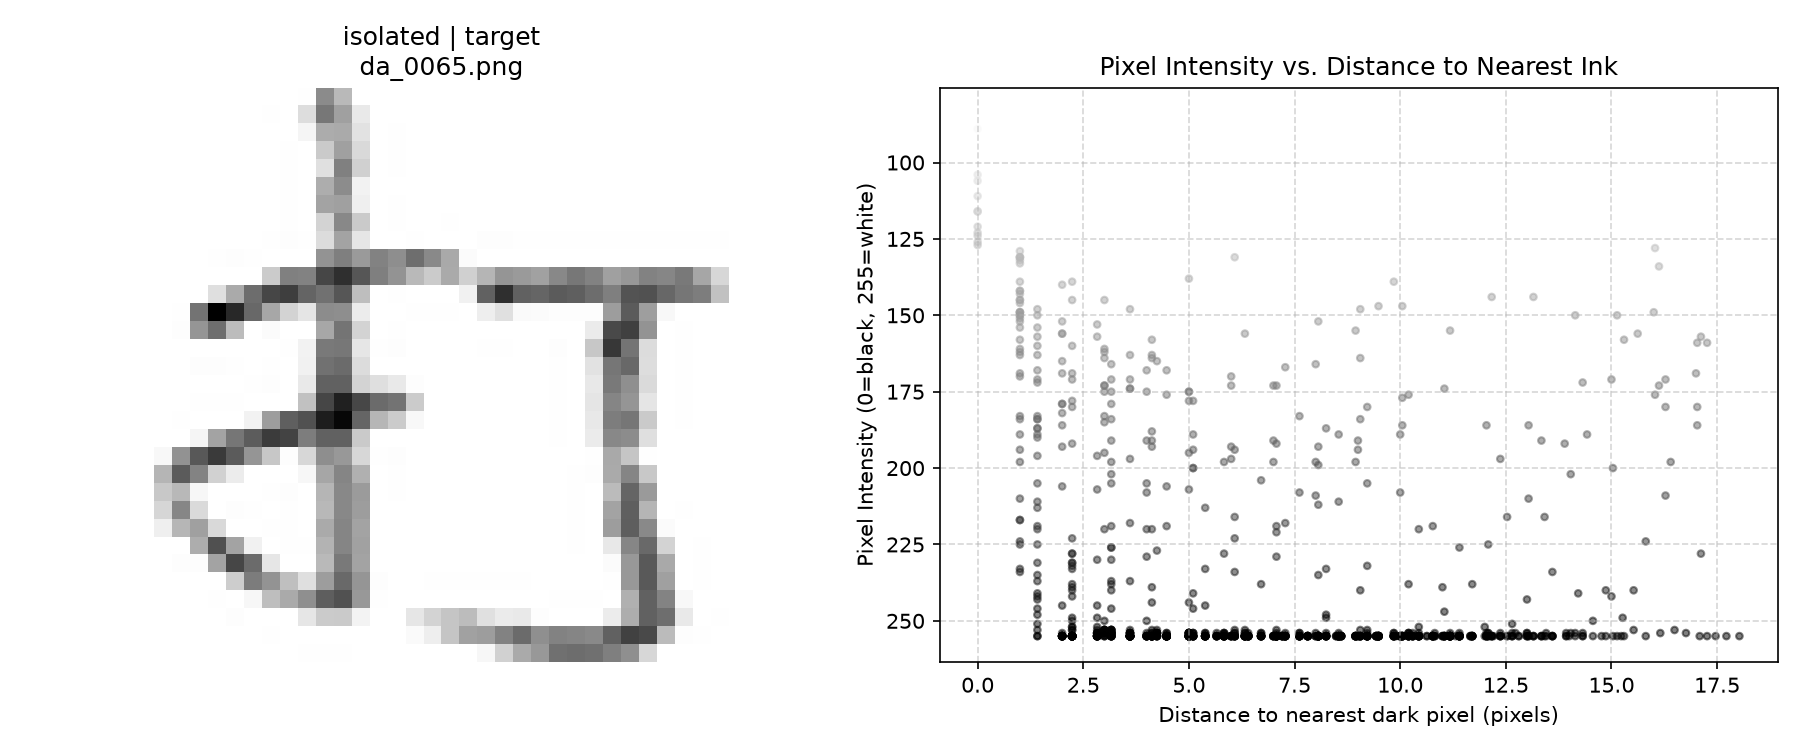 isolated | target
da_0065.png
打
Pixel Intensity vs. Distance to Nearest Ink
Pixel Intensity (0=black, 255=white)
100
125
150
175
200
225
250
0.0 2.5 5.0 7.5 10.0 12.5 15.0 17.5
Distance to nearest dark pixel (pixels)